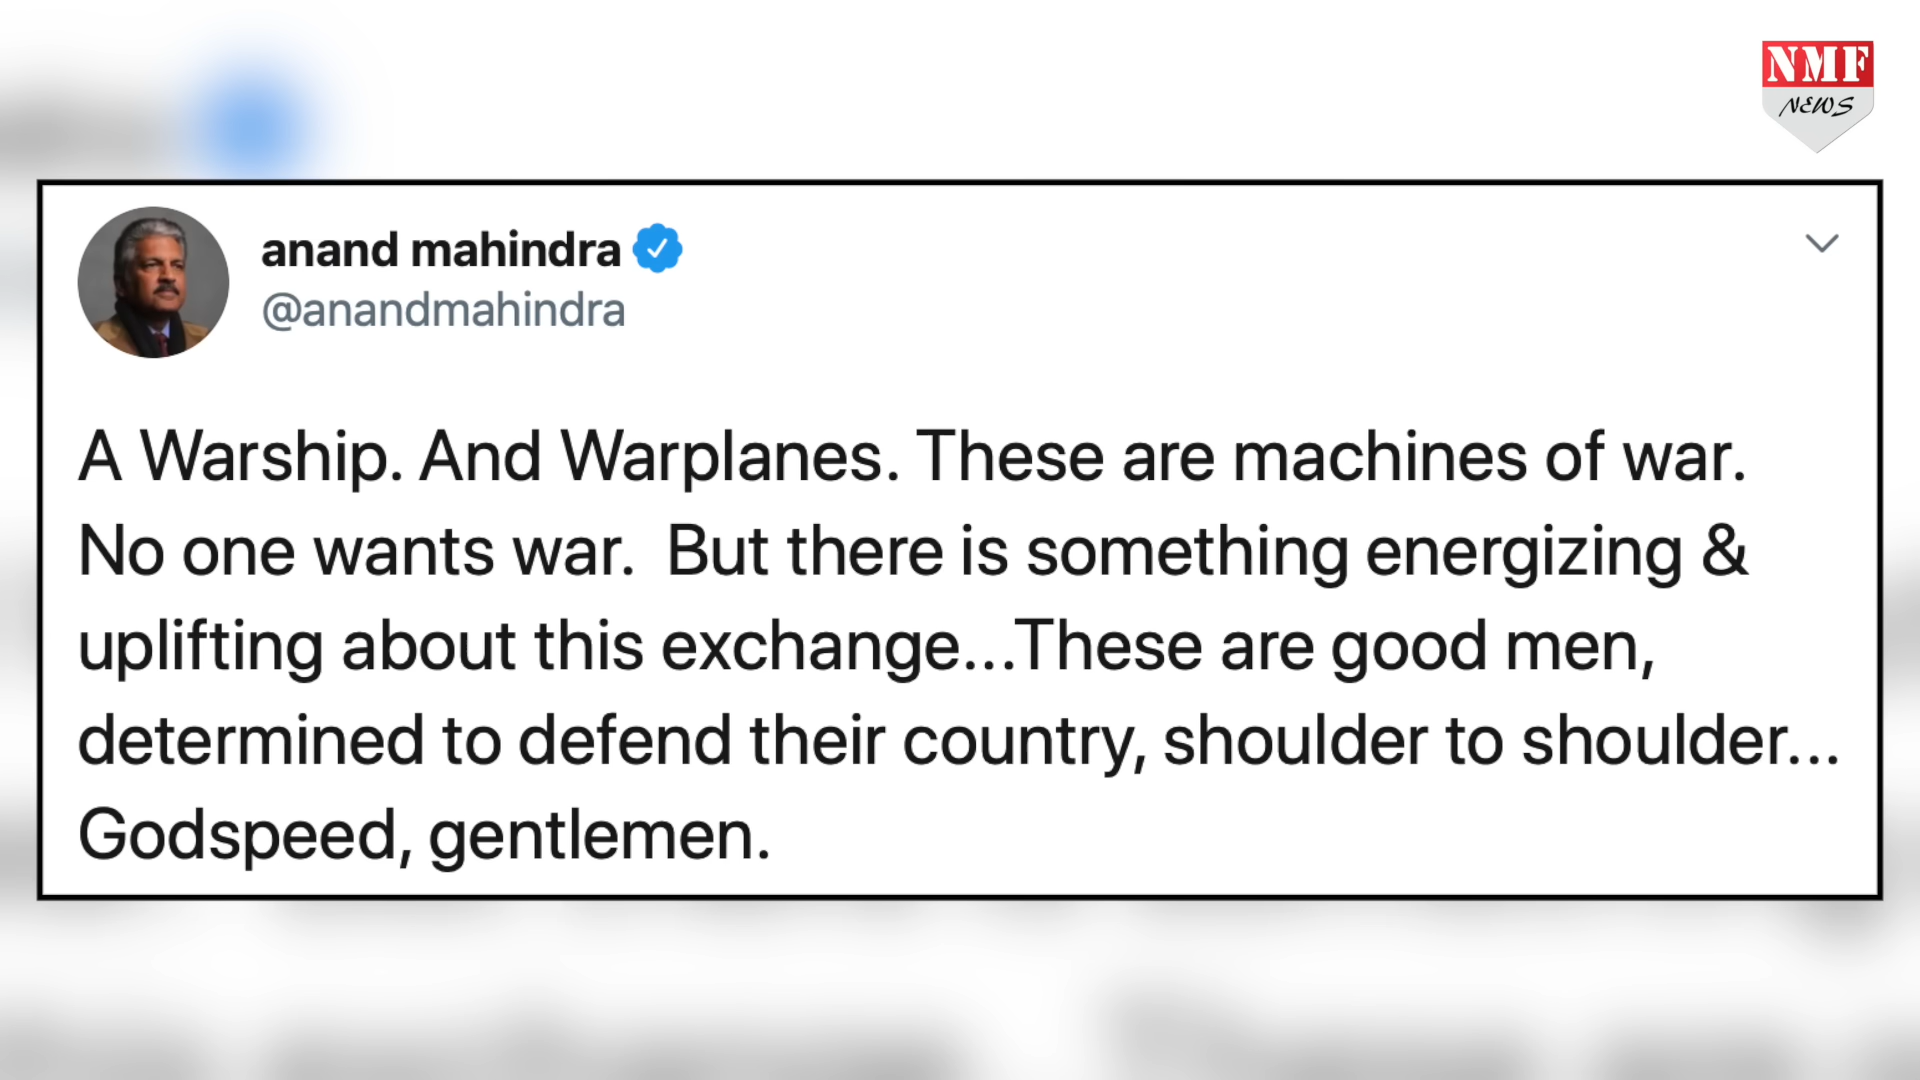 NMF
NEWS
anand mahindra
@anandmahindra
A Warship. And Warplanes. These are machines of war.
No one wants war.  But there is something energizing &
uplifting about this exchange...These are good men,
determined to defend their country, shoulder to shoulder...
Godspeed, gentlemen.